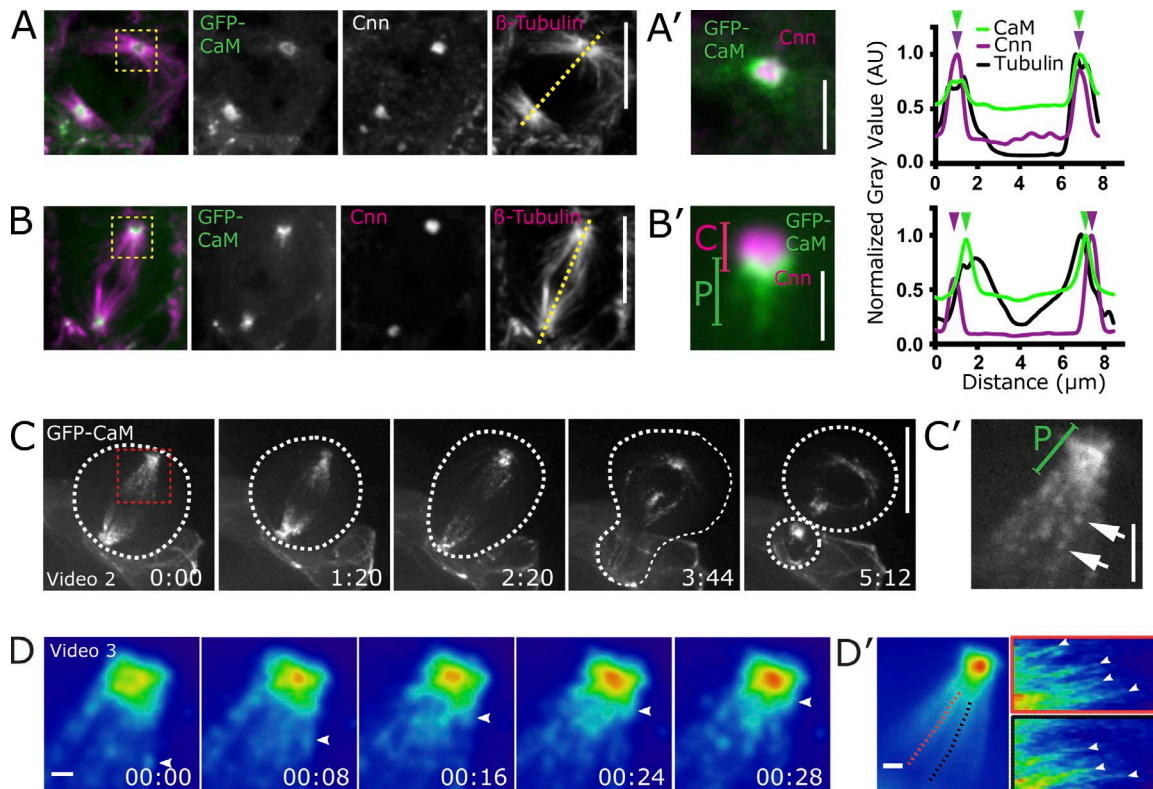 A
GFP-
CaM
Cnn
ß-Tubulin
A'
GFP-
CaM
Cnn
CaM
Cnn
Tubulin
1.0
0.5
0.0
0 2 4 6 8
B
GFP-
CaM
Cnn
ß-Tubulin
B'
C
P
GFP-
CaM
Cnn
1.0
0.5
0.0
0 2 4 6 8
Normalized Gray Value (AU)
Distance (µm)
C
GFP-CaM
Video 2
0:00
1:20
2:20
3:44
5:12
C'
P
D
Video 3
00:00
00:08
00:16
00:24
00:28
D'